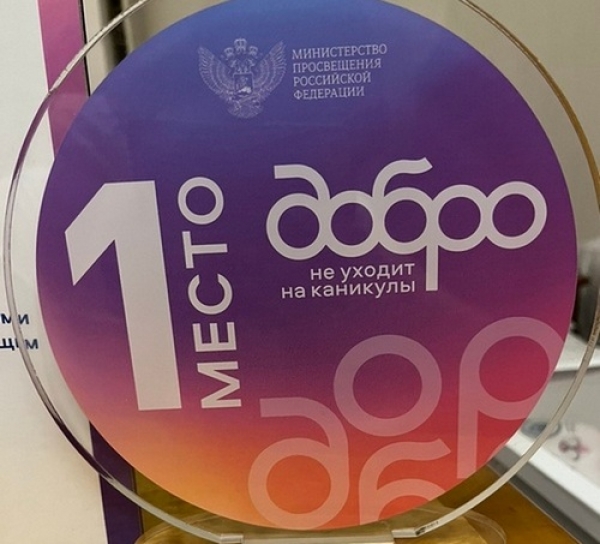 МИНИСТЕРСТВО
ПРОСВЕЩЕНИЯ
РОССИЙСКОЙ
ФЕДЕРАЦИИ
1 МЕСТО
добро
не уходит
на каникулы
добро